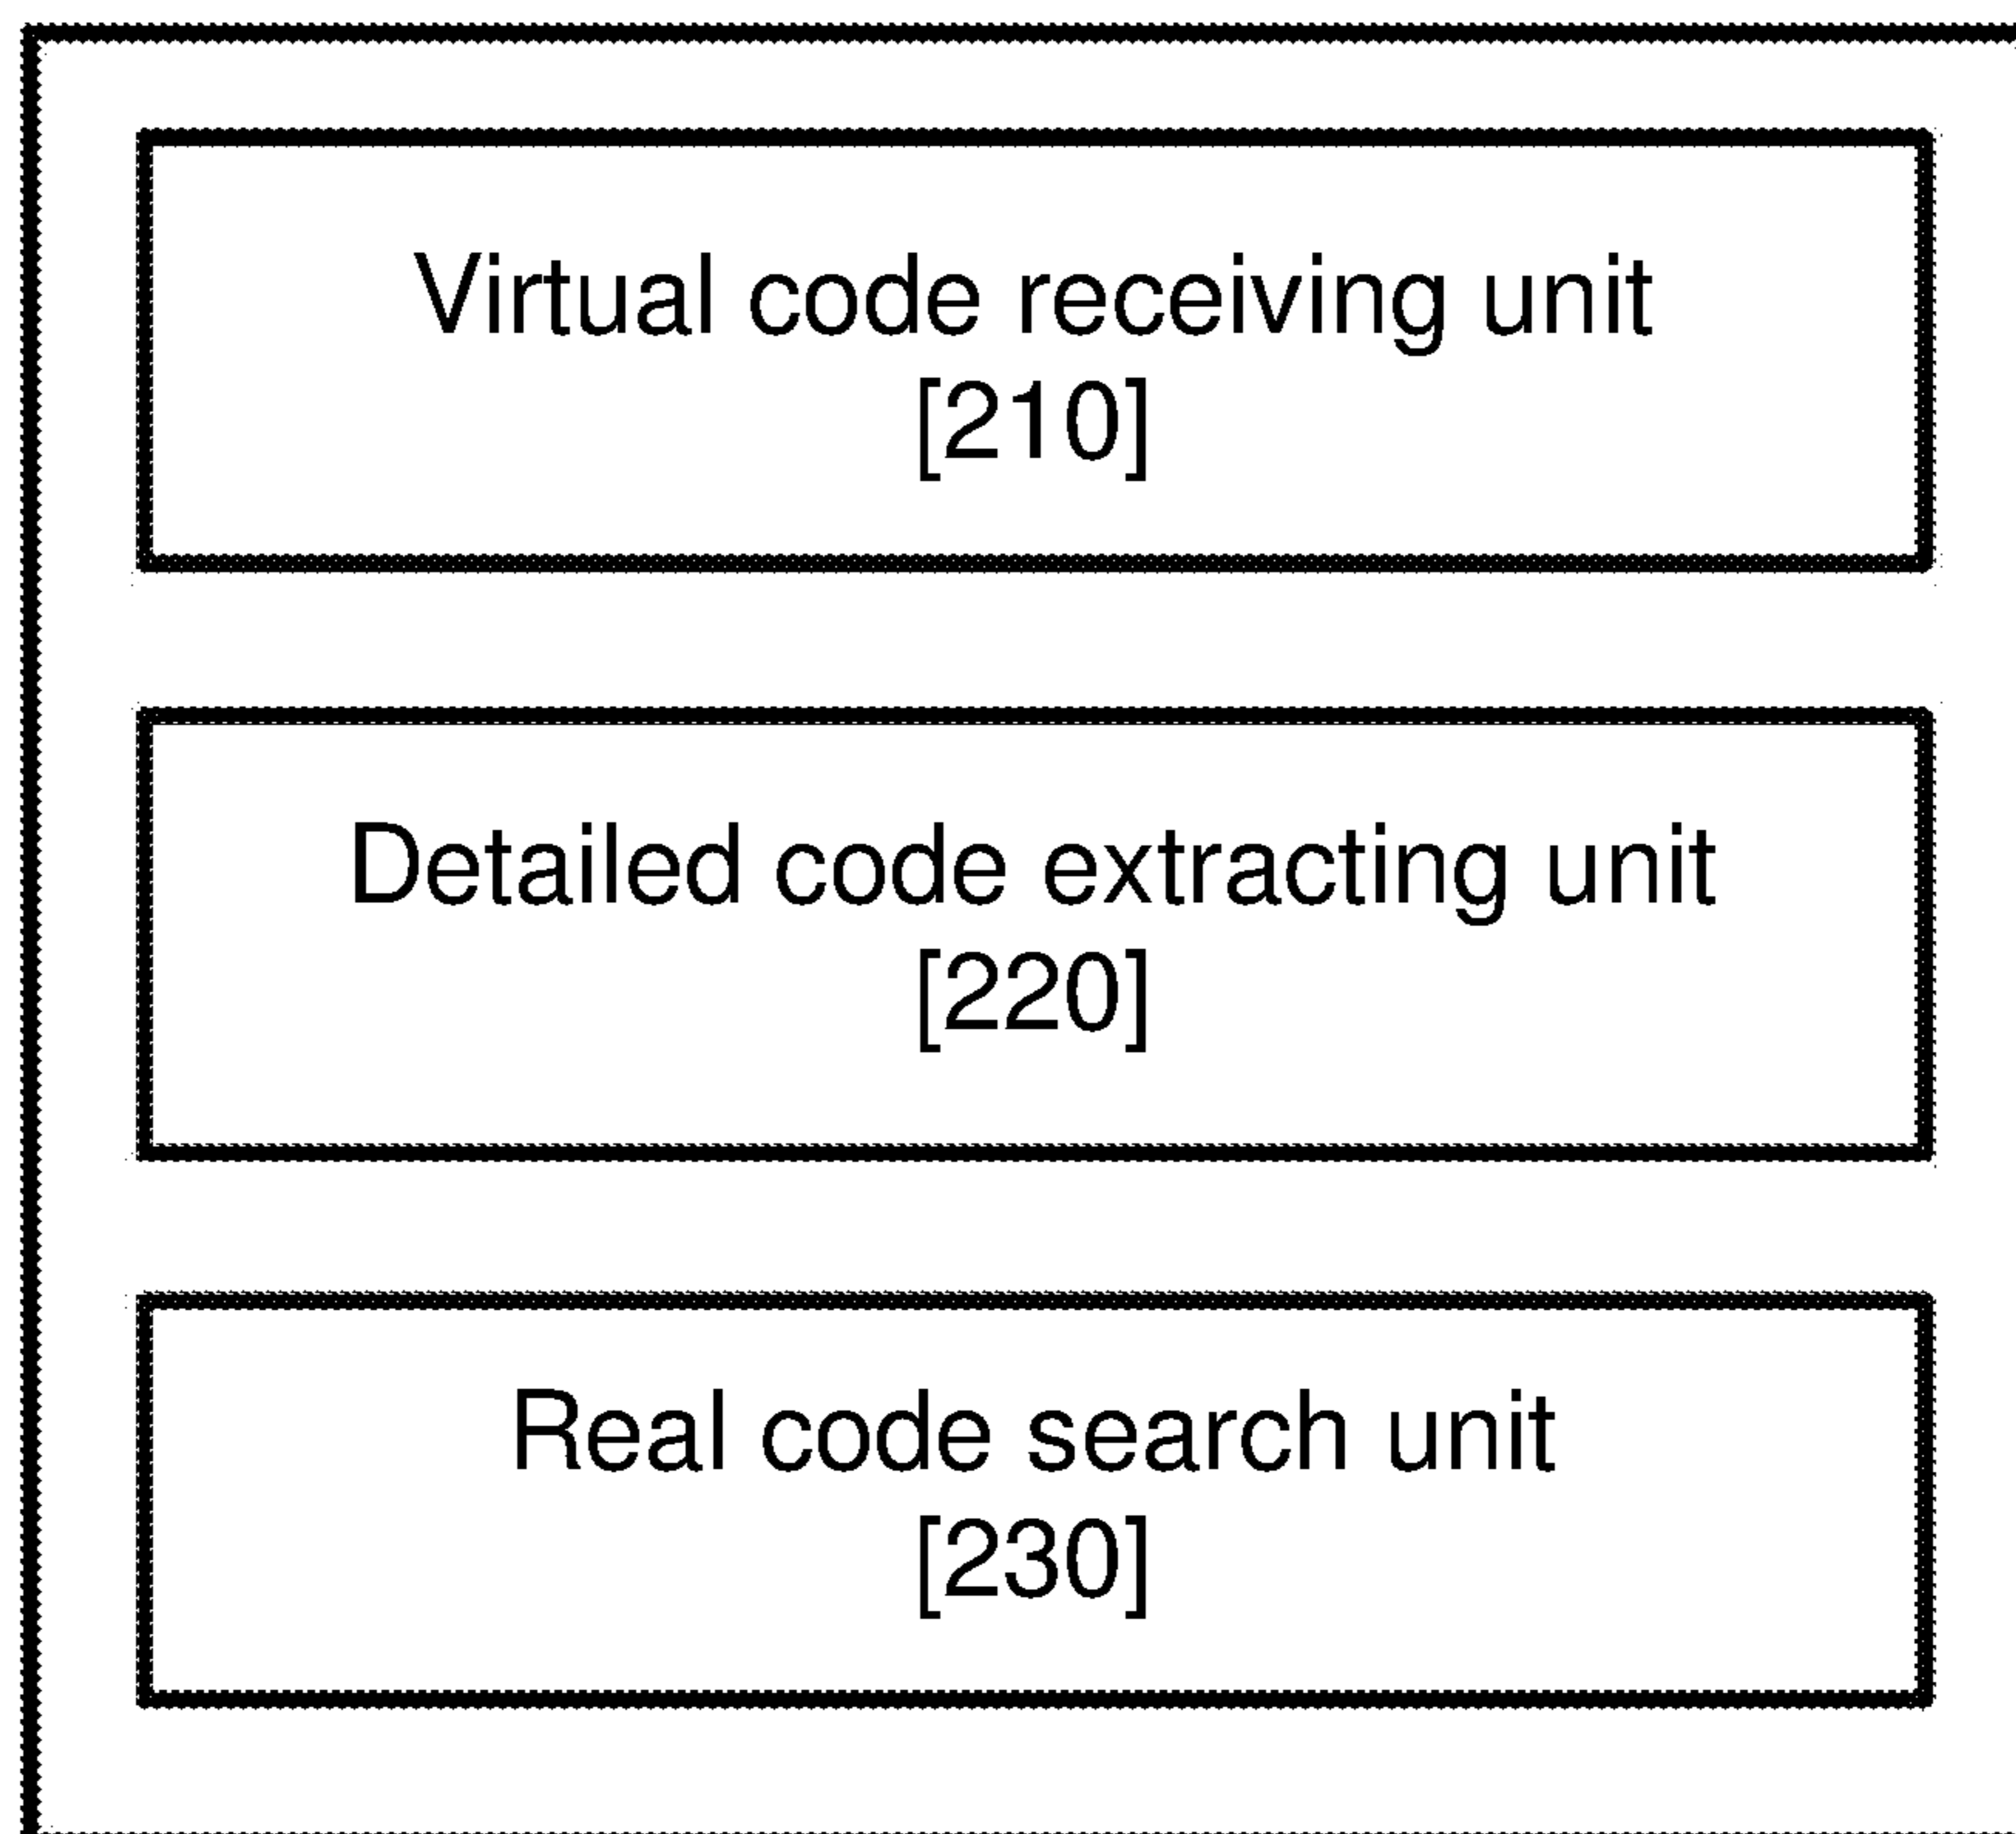 Virtual code receiving unit
[210]
Detailed code extracting unit
[220]
Real code search unit
[230]